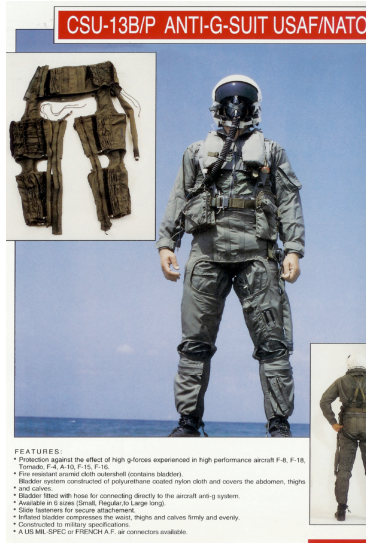 CSU-13B/P ANTI-G-SUIT USAF/NATO
FEATURES:
* Protection against the effect of high g-forces experienced in high performance aircraft F-8, F-18,
Tornado, F-4, A-10, F-15, F-16.
* Fire resistant aramid cloth outershell (contains bladder).
Bladder system constructed of polyurethane coated nylon cloth and covers the abdomen, thighs
* and calves.
* Bladder fitted with hose for connecting directly to the aircraft anti-g system.
* Available in 6 sizes (Small, Regular,to Large long).
* Slide fasteners for secure attachement.
* Inflated bladder compresses the waist, thighs and calves firmly and evenly.
* Constructed to military specifications.
* A US MIL-SPEC or FRENCH A.F. air connectors available.